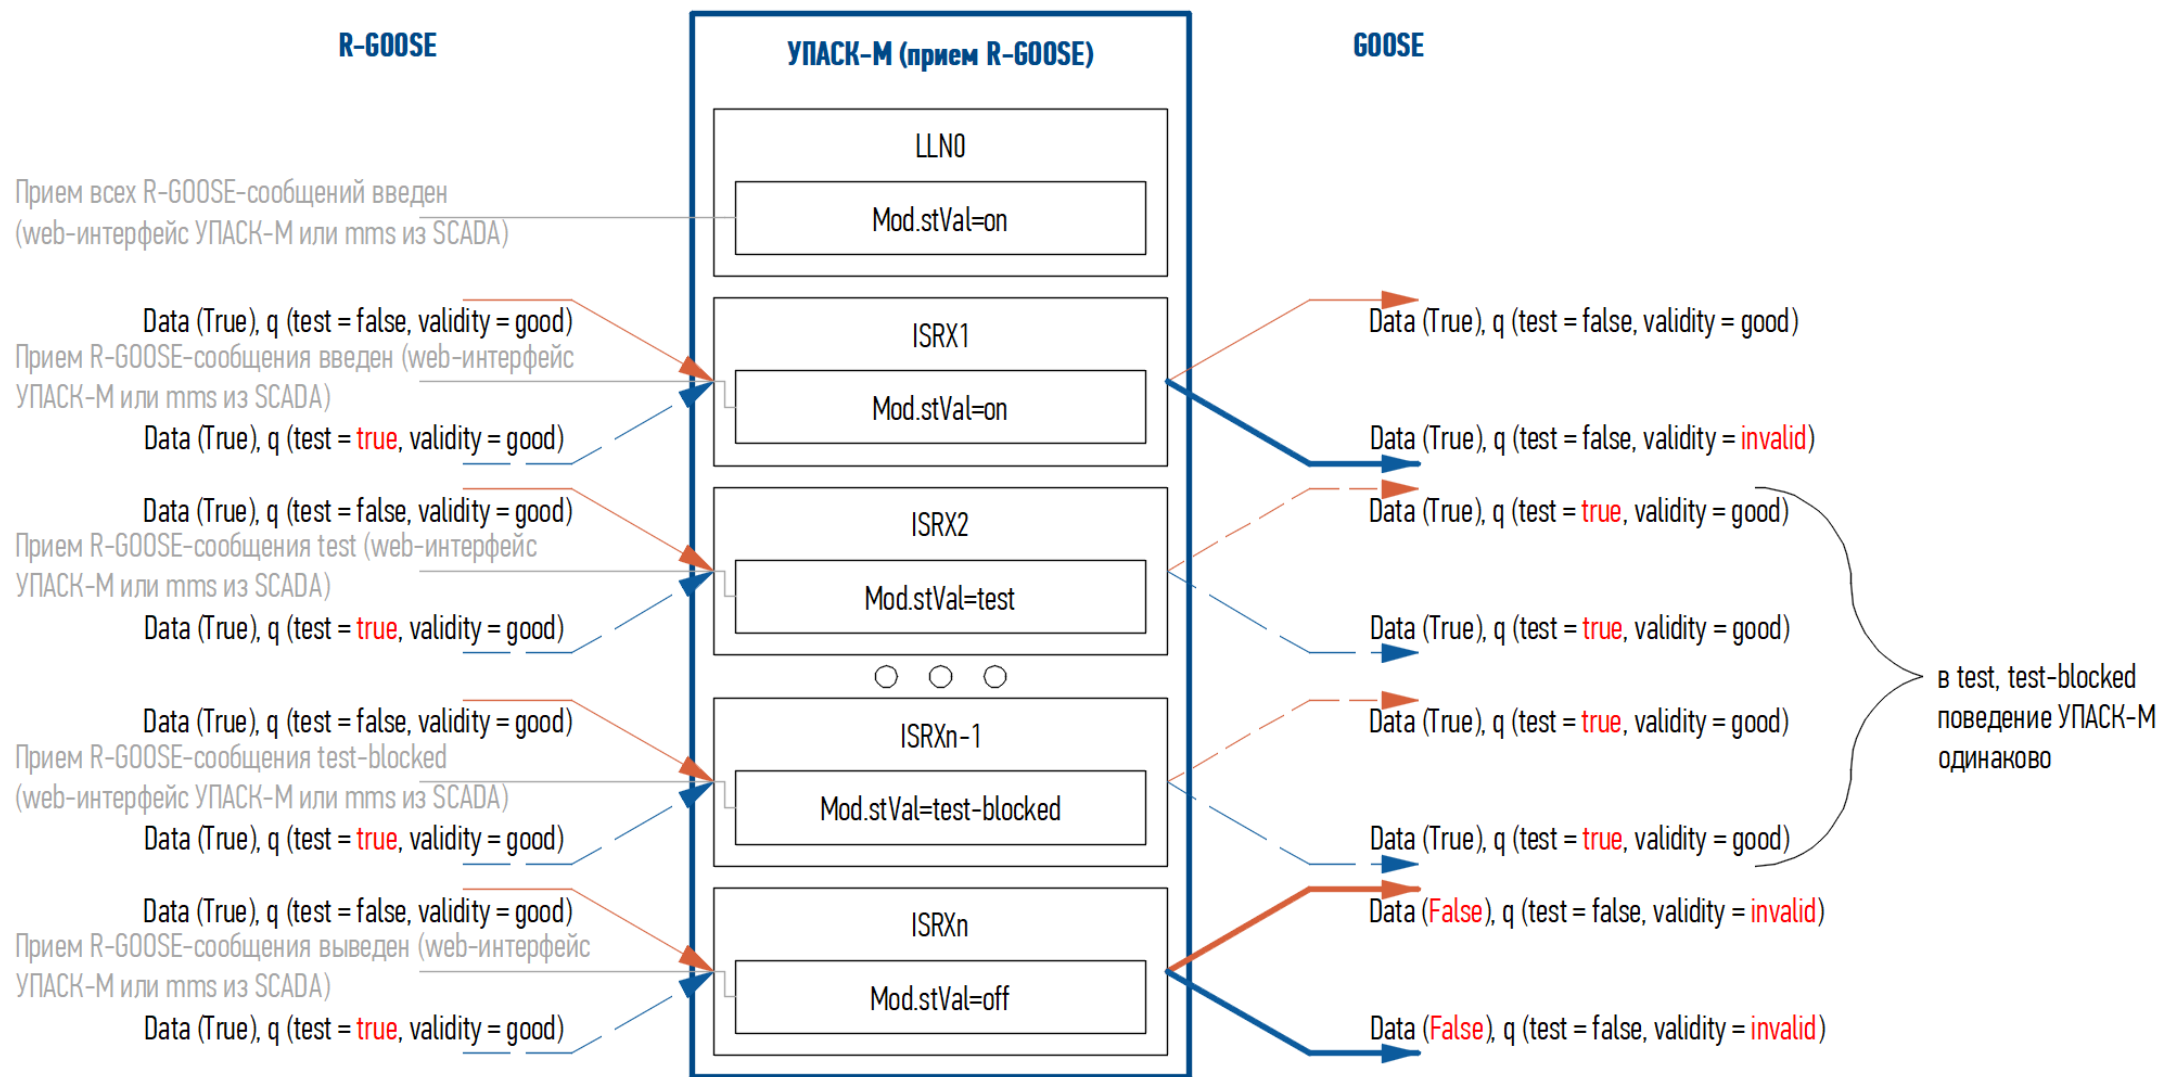 R-GOOSE
УПАСК-М (прием R-GOOSE)
GOOSE
LLN0
Прием всех R-GOOSE-сообщений введен
(web-интерфейс УПАСК-М или mms из SCADA)
Mod.stVal=on
Data (True), q (test = false, validity = good)
Прием R-GOOSE-сообщения введен (web-интерфейс
УПАСК-М или mms из SCADA)
Data (True), q (test = true, validity = good)
ISRX1
Mod.stVal=on
Data (True), q (test = false, validity = good)
Data (True), q (test = false, validity = invalid)
Data (True), q (test = false, validity = good)
Прием R-GOOSE-сообщения test (web-интерфейс
УПАСК-М или mms из SCADA)
Data (True), q (test = true, validity = good)
ISRX2
Mod.stVal=test
Data (True), q (test = true, validity = good)
Data (True), q (test = true, validity = good)
Data (True), q (test = false, validity = good)
Прием R-GOOSE-сообщения test-blocked
(web-интерфейс УПАСК-М или mms из SCADA)
Data (True), q (test = true, validity = good)
ISRXn-1
Mod.stVal=test-blocked
Data (True), q (test = true, validity = good)
Data (True), q (test = true, validity = good)
в test, test-blocked
поведение УПАСК-М
одинаково
Data (True), q (test = false, validity = good)
Прием R-GOOSE-сообщения выведен (web-интерфейс
УПАСК-М или mms из SCADA)
Data (True), q (test = true, validity = good)
ISRXn
Mod.stVal=off
Data (False), q (test = false, validity = invalid)
Data (False), q (test = false, validity = invalid)